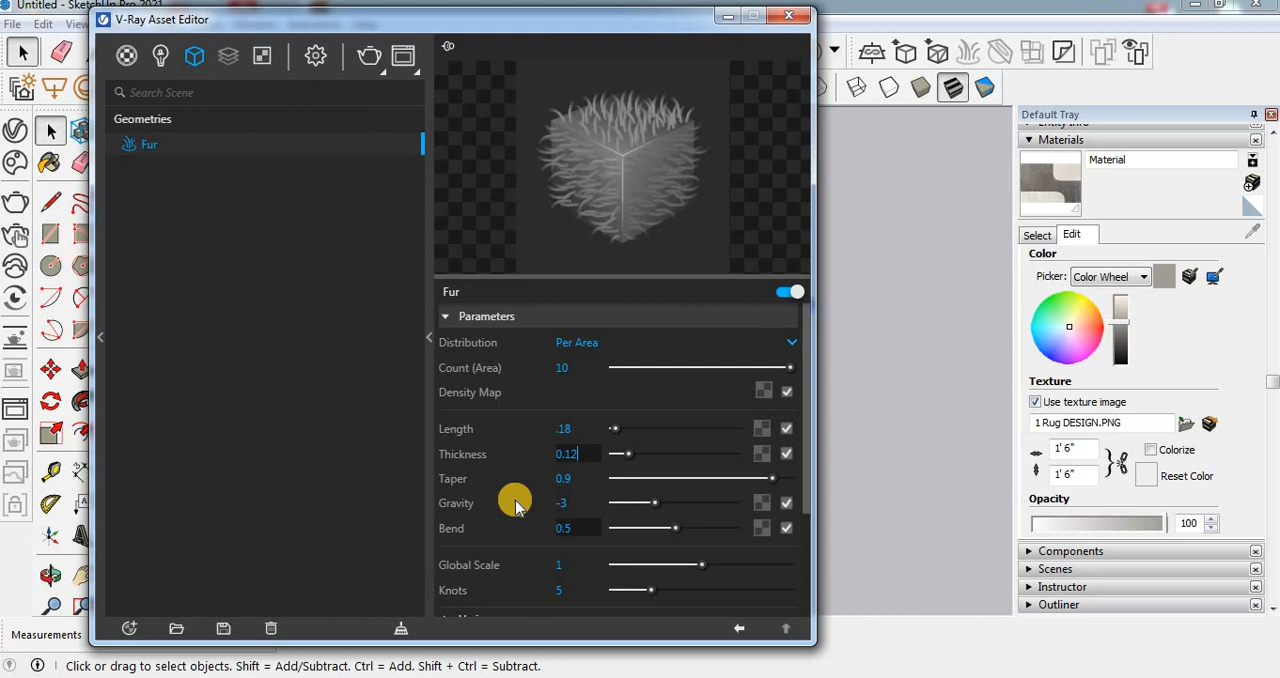 Untitled - SketchUp Pro 2021
File Edit View
V-Ray Asset Editor
Search Scene
Geometries
Fur
Fur
Parameters
Distribution Per Area
Count (Area) 10
Density Map
Length .18
Thickness 0.12
Taper 0.9
Gravity -3
Bend 0.5
Global Scale 1
Knots 5
Default Tray
Entity Info
Materials
Material
Select Edit
Color
Picker: Color Wheel
Texture
Use texture image
1 Rug DESIGN.PNG
1' 6" Colorize
1' 6" Reset Color
Opacity
100
Components
Scenes
Instructor
Outliner
Measurements
Click or drag to select objects. Shift = Add/Subtract. Ctrl = Add. Shift + Ctrl = Subtract.